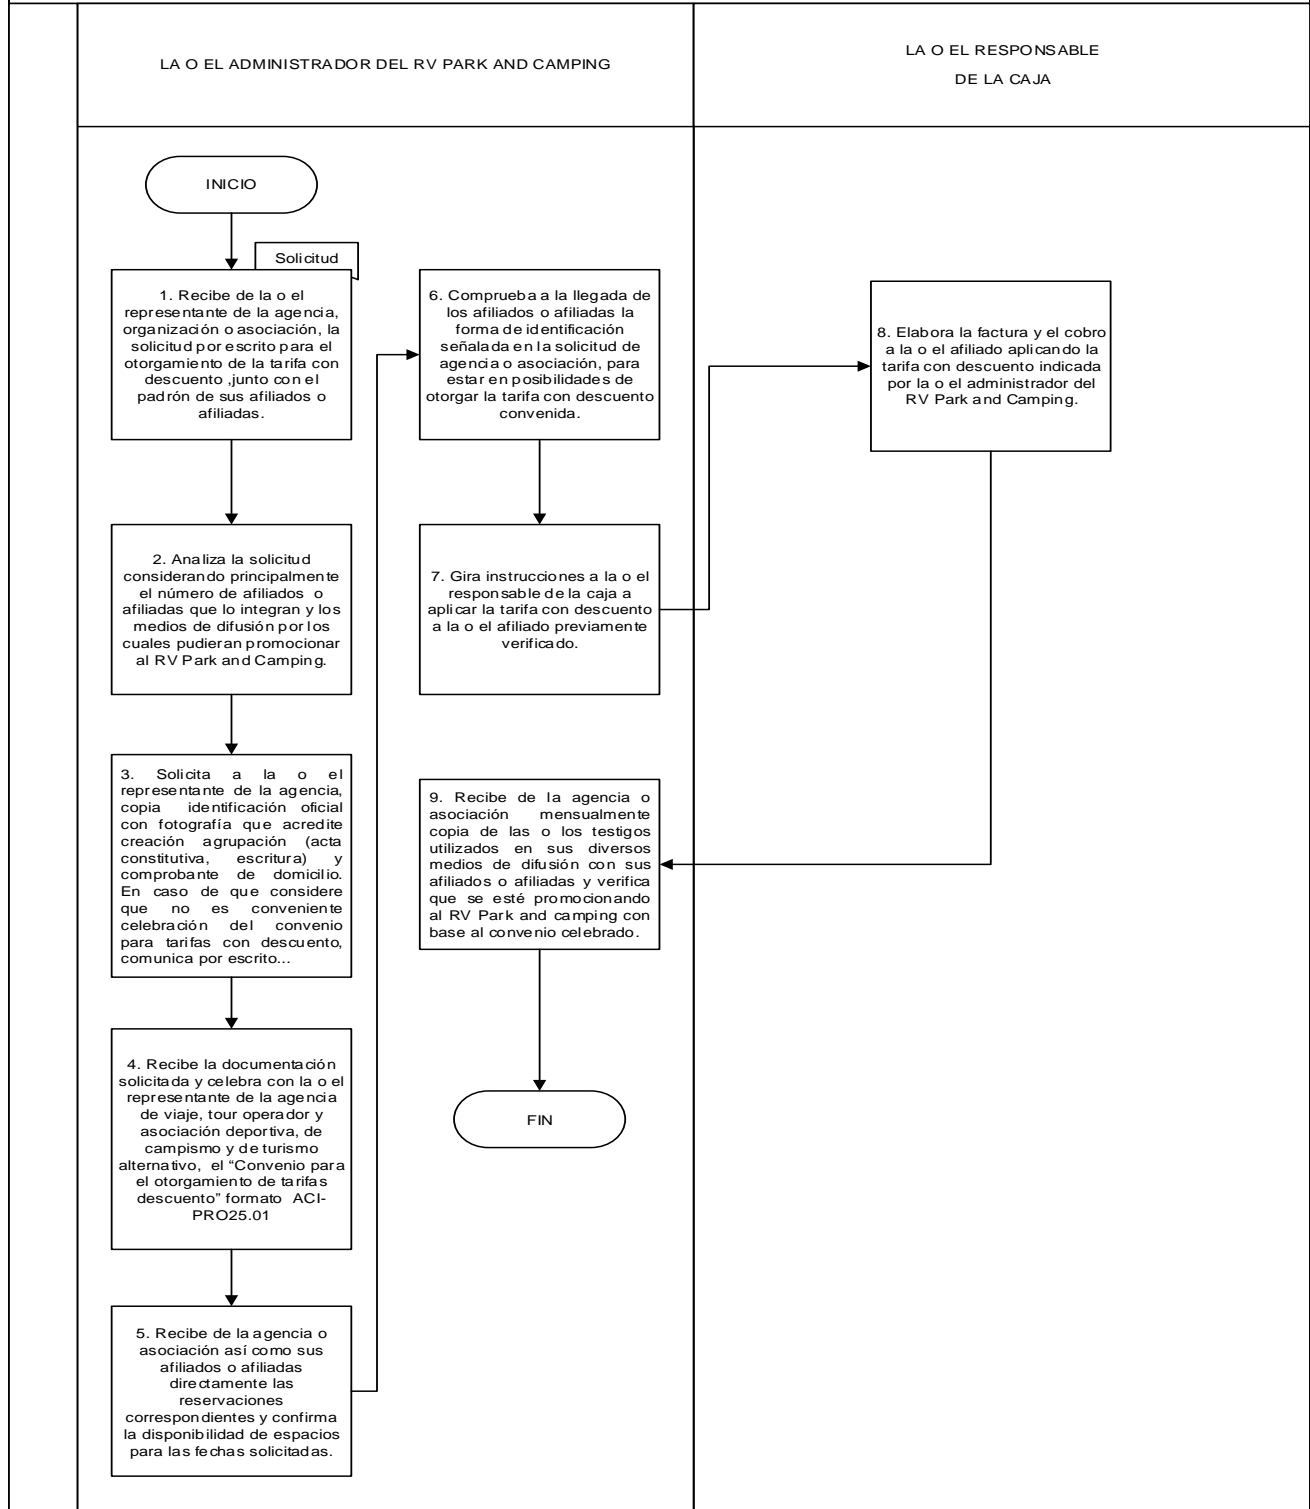 LA O EL ADMINISTRADOR DEL RV PARK AND CAMPING
LA O EL RESPONSABLE
DE LA CAJA
INICIO
Solicitud
1. Recibe de la o el
representante de la agencia,
organización o asociación, la
solicitud por escrito para el
otorgamiento de la tarifa con
descuento ,junto con el
padrón de sus afiliados o
afiliadas.
2. Analiza la solicitud
considerando principalmente
el número de afiliados o
afiliadas que lo integran y los
medios de difusión por los
cuales pudieran promocionar
al RV Park and Camping.
3. Solicita a la o el
representante de la agencia,
copia identificación oficial
con fotografía que acredite
creación agrupación (acta
constitutiva, escritura) y
comprobante de domicilio.
En caso de que considere
que no es conveniente
celebración del convenio
para tarifas con descuento,
comunica por escrito...
4. Recibe la documentación
solicitada y celebra con la o el
representante de la agencia
de viaje, tour operador y
asociación deportiva, de
campismo y de turismo
alternativo, el “Convenio para
el otorgamiento de tarifas
descuento” formato ACI-
PRO25.01
5. Recibe de la agencia o
asociación así como sus
afiliados o afiliadas
directamente las
reservaciones
correspondientes y confirma
la disponibilidad de espacios
para las fechas solicitadas.
6. Comprueba a la llegada de
los afiliados o afiliadas la
forma de identificación
señalada en la solicitud de
agencia o asociación, para
estar en posibilidades de
otorgar la tarifa con descuento
convenida.
7. Gira instrucciones a la o el
responsable de la caja a
aplicar la tarifa con descuento
a la o el afiliado previamente
verificado.
8. Elabora la factura y el cobro
a la o el afiliado aplicando la
tarifa con descuento indicada
por la o el administrador del
RV Park and Camping.
9. Recibe de la agencia o
asociación mensualmente
copia de las o los testigos
utilizados en sus diversos
medios de difusión con sus
afiliados o afiliadas y verifica
que se esté promocionando
al RV Park and camping con
base al convenio celebrado.
FIN